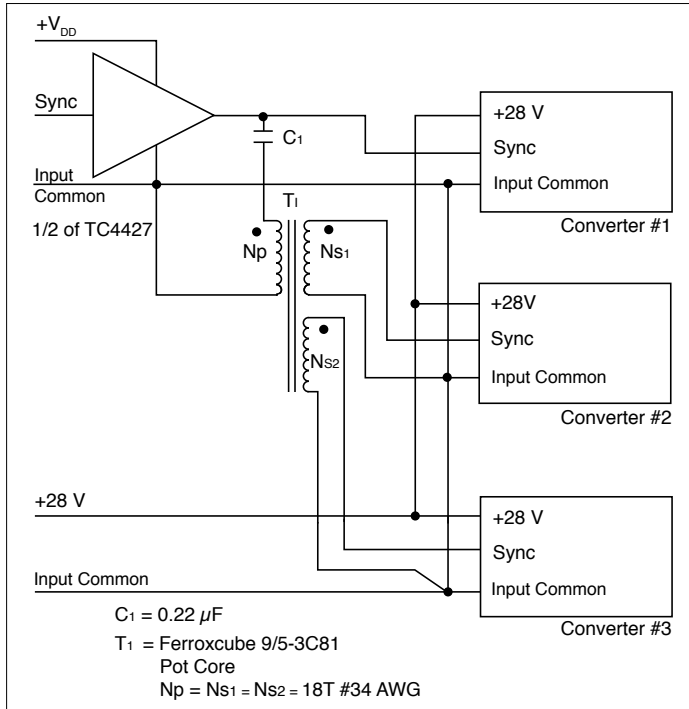 +VDD
Sync
Input
Common
1/2 of TC4427
C1
TI
Np
Ns1
NS2
+28 V
Sync
Input Common
Converter #1
+28V
Sync
Input Common
Converter #2
+28 V
Sync
Input Common
Converter #3
+28 V
Input Common
C1 = 0.22 µF
T1 = Ferroxcube 9/5-3C81
Pot Core
Np = Ns1 = Ns2 = 18T #34 AWG